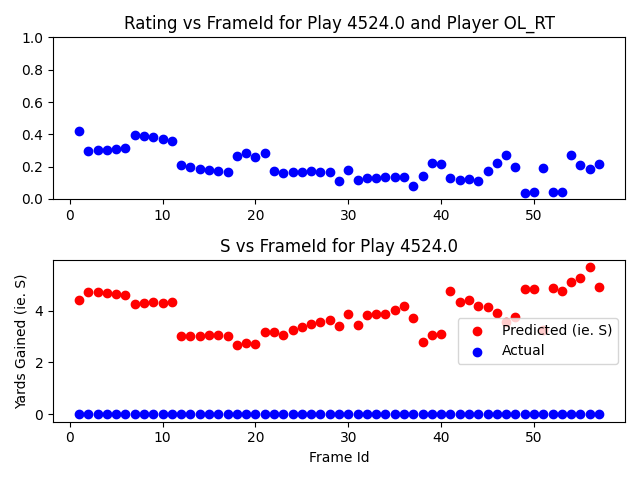 Rating vs FrameId for Play 4524.0 and Player OL_RT
1.0
0.8
0.6
0.4
0.2
0.0
0 10 20 30 40 50
S vs FrameId for Play 4524.0
Yards Gained (ie. S)
4
2
0
Predicted (ie. S)
Actual
0 10 20 30 40 50
Frame Id